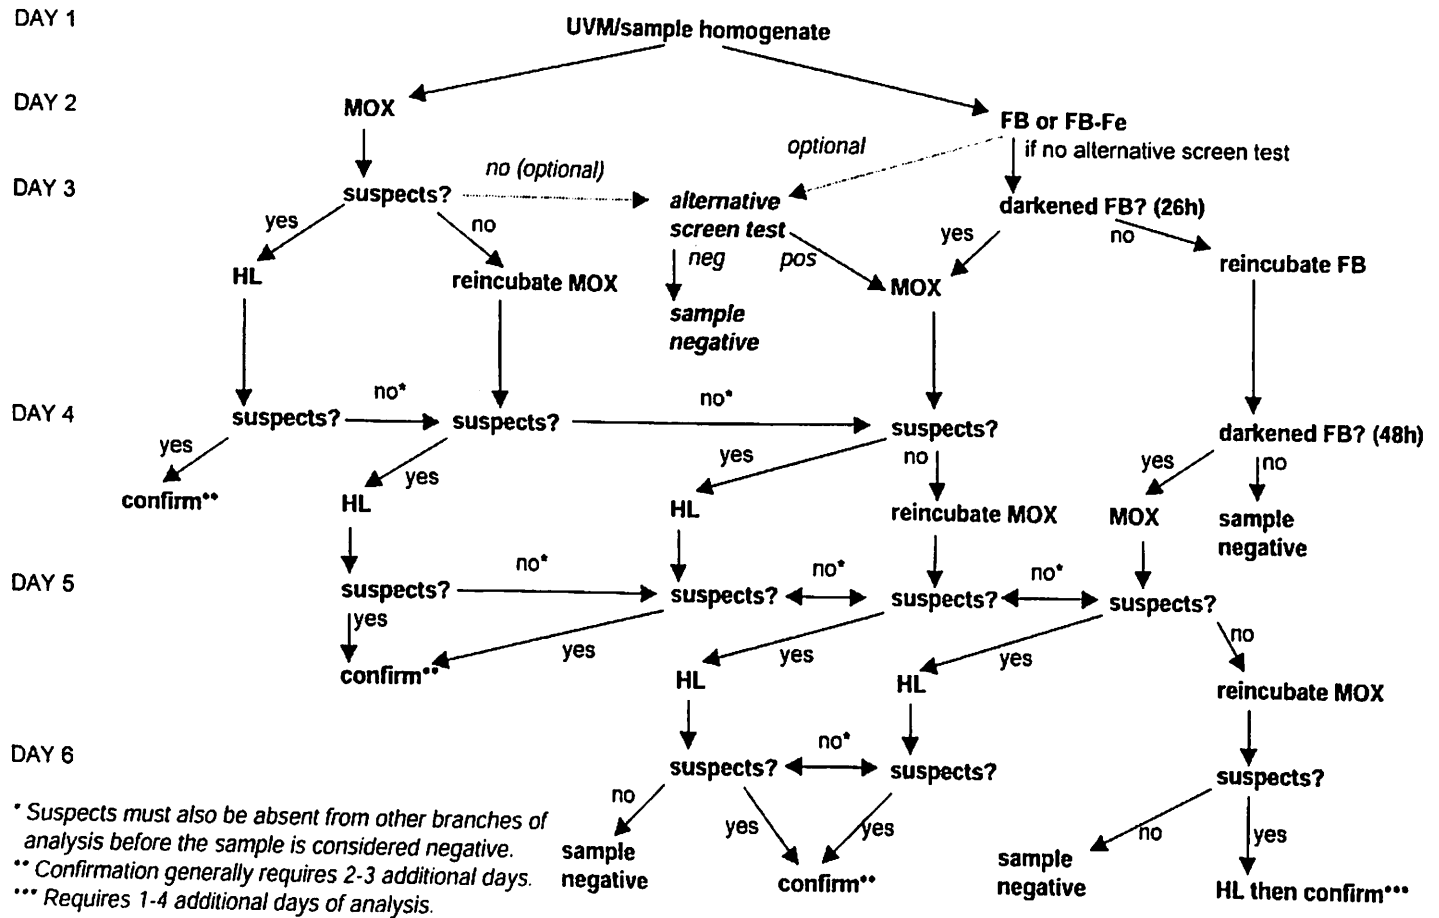 DAY 1
UVM/sample homogenate
DAY 2
MOX
FB or FB-Fe
optional
if no alternative screen test
DAY 3
suspects?
no (optional)
alternative
screen test
darkened FB? (26h)
yes
no
neg
pos
yes
no
HL
reincubate MOX
MOX
reincubate FB
sample
negative
DAY 4
suspects?
no*
suspects?
no*
suspects?
darkened FB? (48h)
yes
yes
yes
no
yes
no
confirm**
HL
HL
reincubate MOX
MOX
sample
negative
DAY 5
suspects?
no*
suspects?
no*
suspects?
no*
suspects?
yes
yes
yes
yes
no
confirm**
HL
HL
reincubate MOX
DAY 6
suspects?
no*
suspects?
suspects?
no
yes
yes
no
yes
sample
negative
confirm**
sample
negative
HL then confirm***
* Suspects must also be absent from other branches of
analysis before the sample is considered negative.
** Confirmation generally requires 2-3 additional days.
*** Requires 1-4 additional days of analysis.